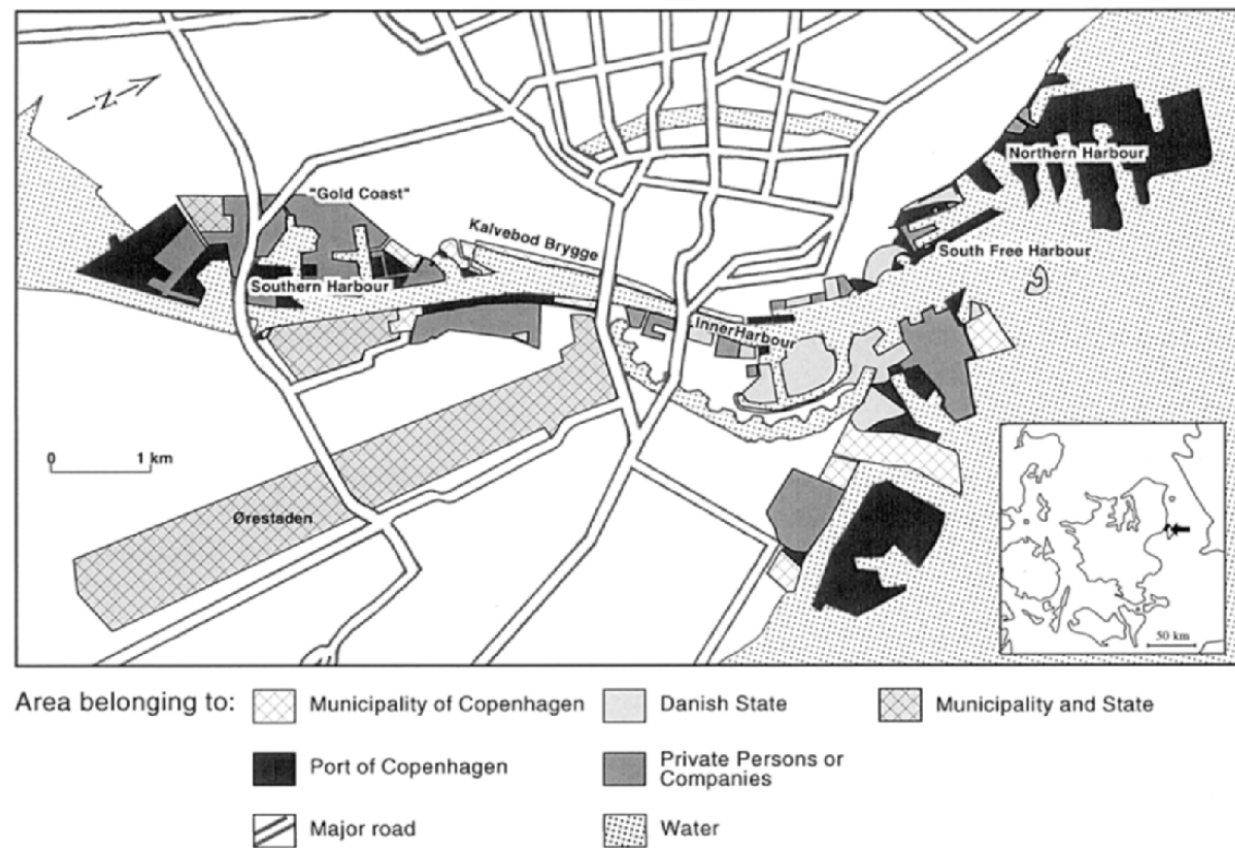 N
"Gold Coast"
Kalvebod Brygge
Northern Harbour
South Free Harbour
Southern Harbour
InnerHarbour
0 1 km
Ørestaden
50 km
Area belonging to:
Municipality of Copenhagen
Danish State
Municipality and State
Port of Copenhagen
Private Persons or
Companies
Major road
Water